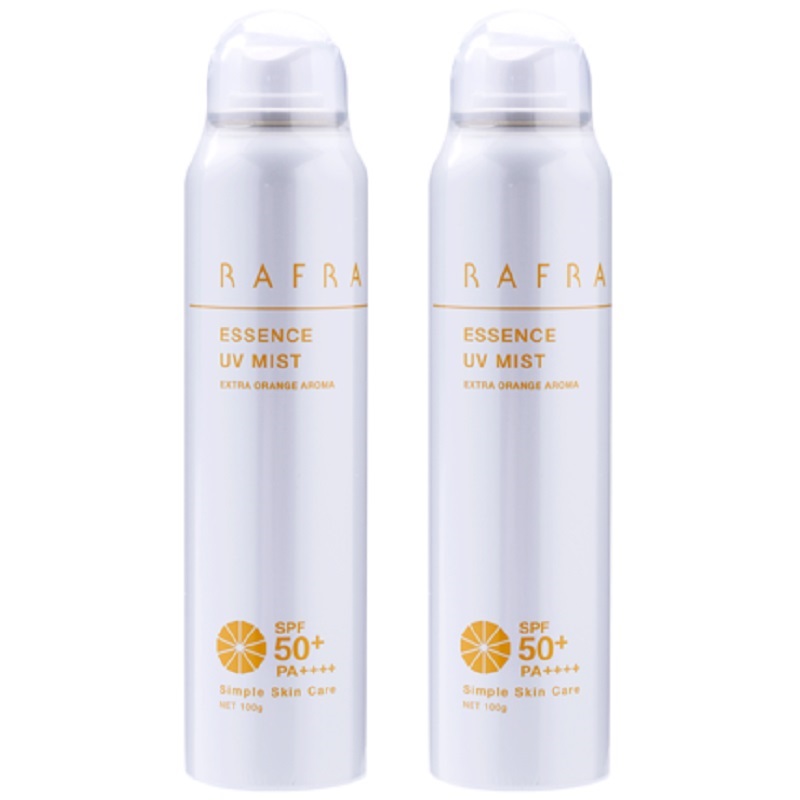 RAFRA
ESSENCE
UV MIST
EXTRA ORANGE AROMA
SPF
50+
PA++++
Simple Skin Care
NET 100g
RAFRA
ESSENCE
UV MIST
EXTRA ORANGE AROMA
SPF
50+
PA++++
Simple Skin Care
NET 100g